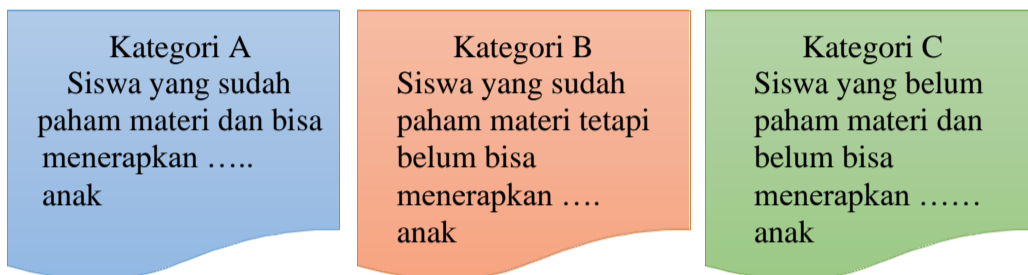 Kategori A
Siswa yang sudah
paham materi dan bisa
menerapkan …..
anak
Kategori B
Siswa yang sudah
paham materi tetapi
belum bisa
menerapkan ….
anak
Kategori C
Siswa yang belum
paham materi dan
belum bisa
menerapkan ……
anak